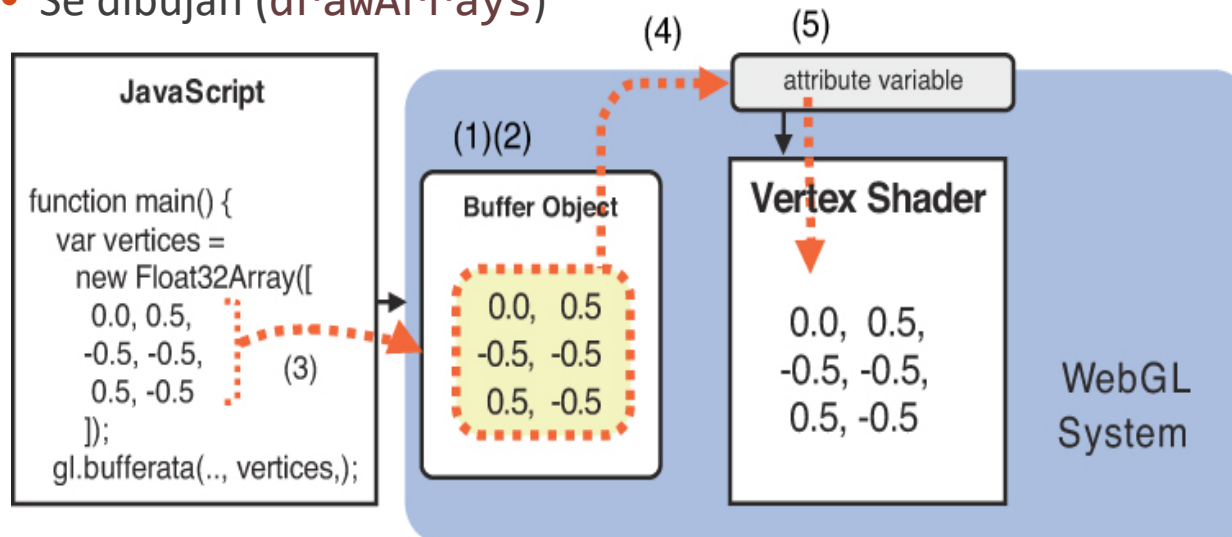 • Se dibujan (drawArrays)
(4)
(5)
JavaScript
attribute variable
(1)(2)
function main() {
var vertices =
new Float32Array([
0.0, 0.5,
-0.5, -0.5,
0.5, -0.5
]);
gl.bufferata(.., vertices,);
(3)
Buffer Object
0.0, 0.5
-0.5, -0.5
0.5, -0.5
Vertex Shader
0.0, 0.5,
-0.5, -0.5,
0.5, -0.5
WebGL
System